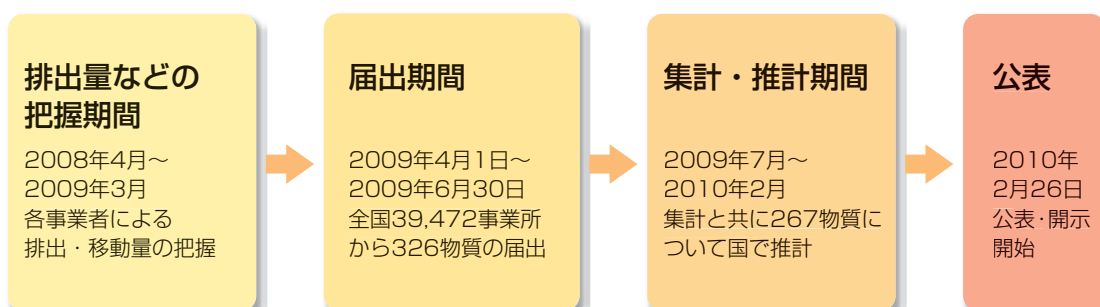 排出量などの
把握期間
2008年4月〜
2009年3月
各事業者による
排出・移動量の把握
届出期間
2009年4月1日〜
2009年6月30日
全国39,472事業所
から326物質の届出
集計・推計期間
2009年7月〜
2010年2月
集計と共に267物質に
ついて国で推計
公表
2010年
2月26日
公表・開示
開始